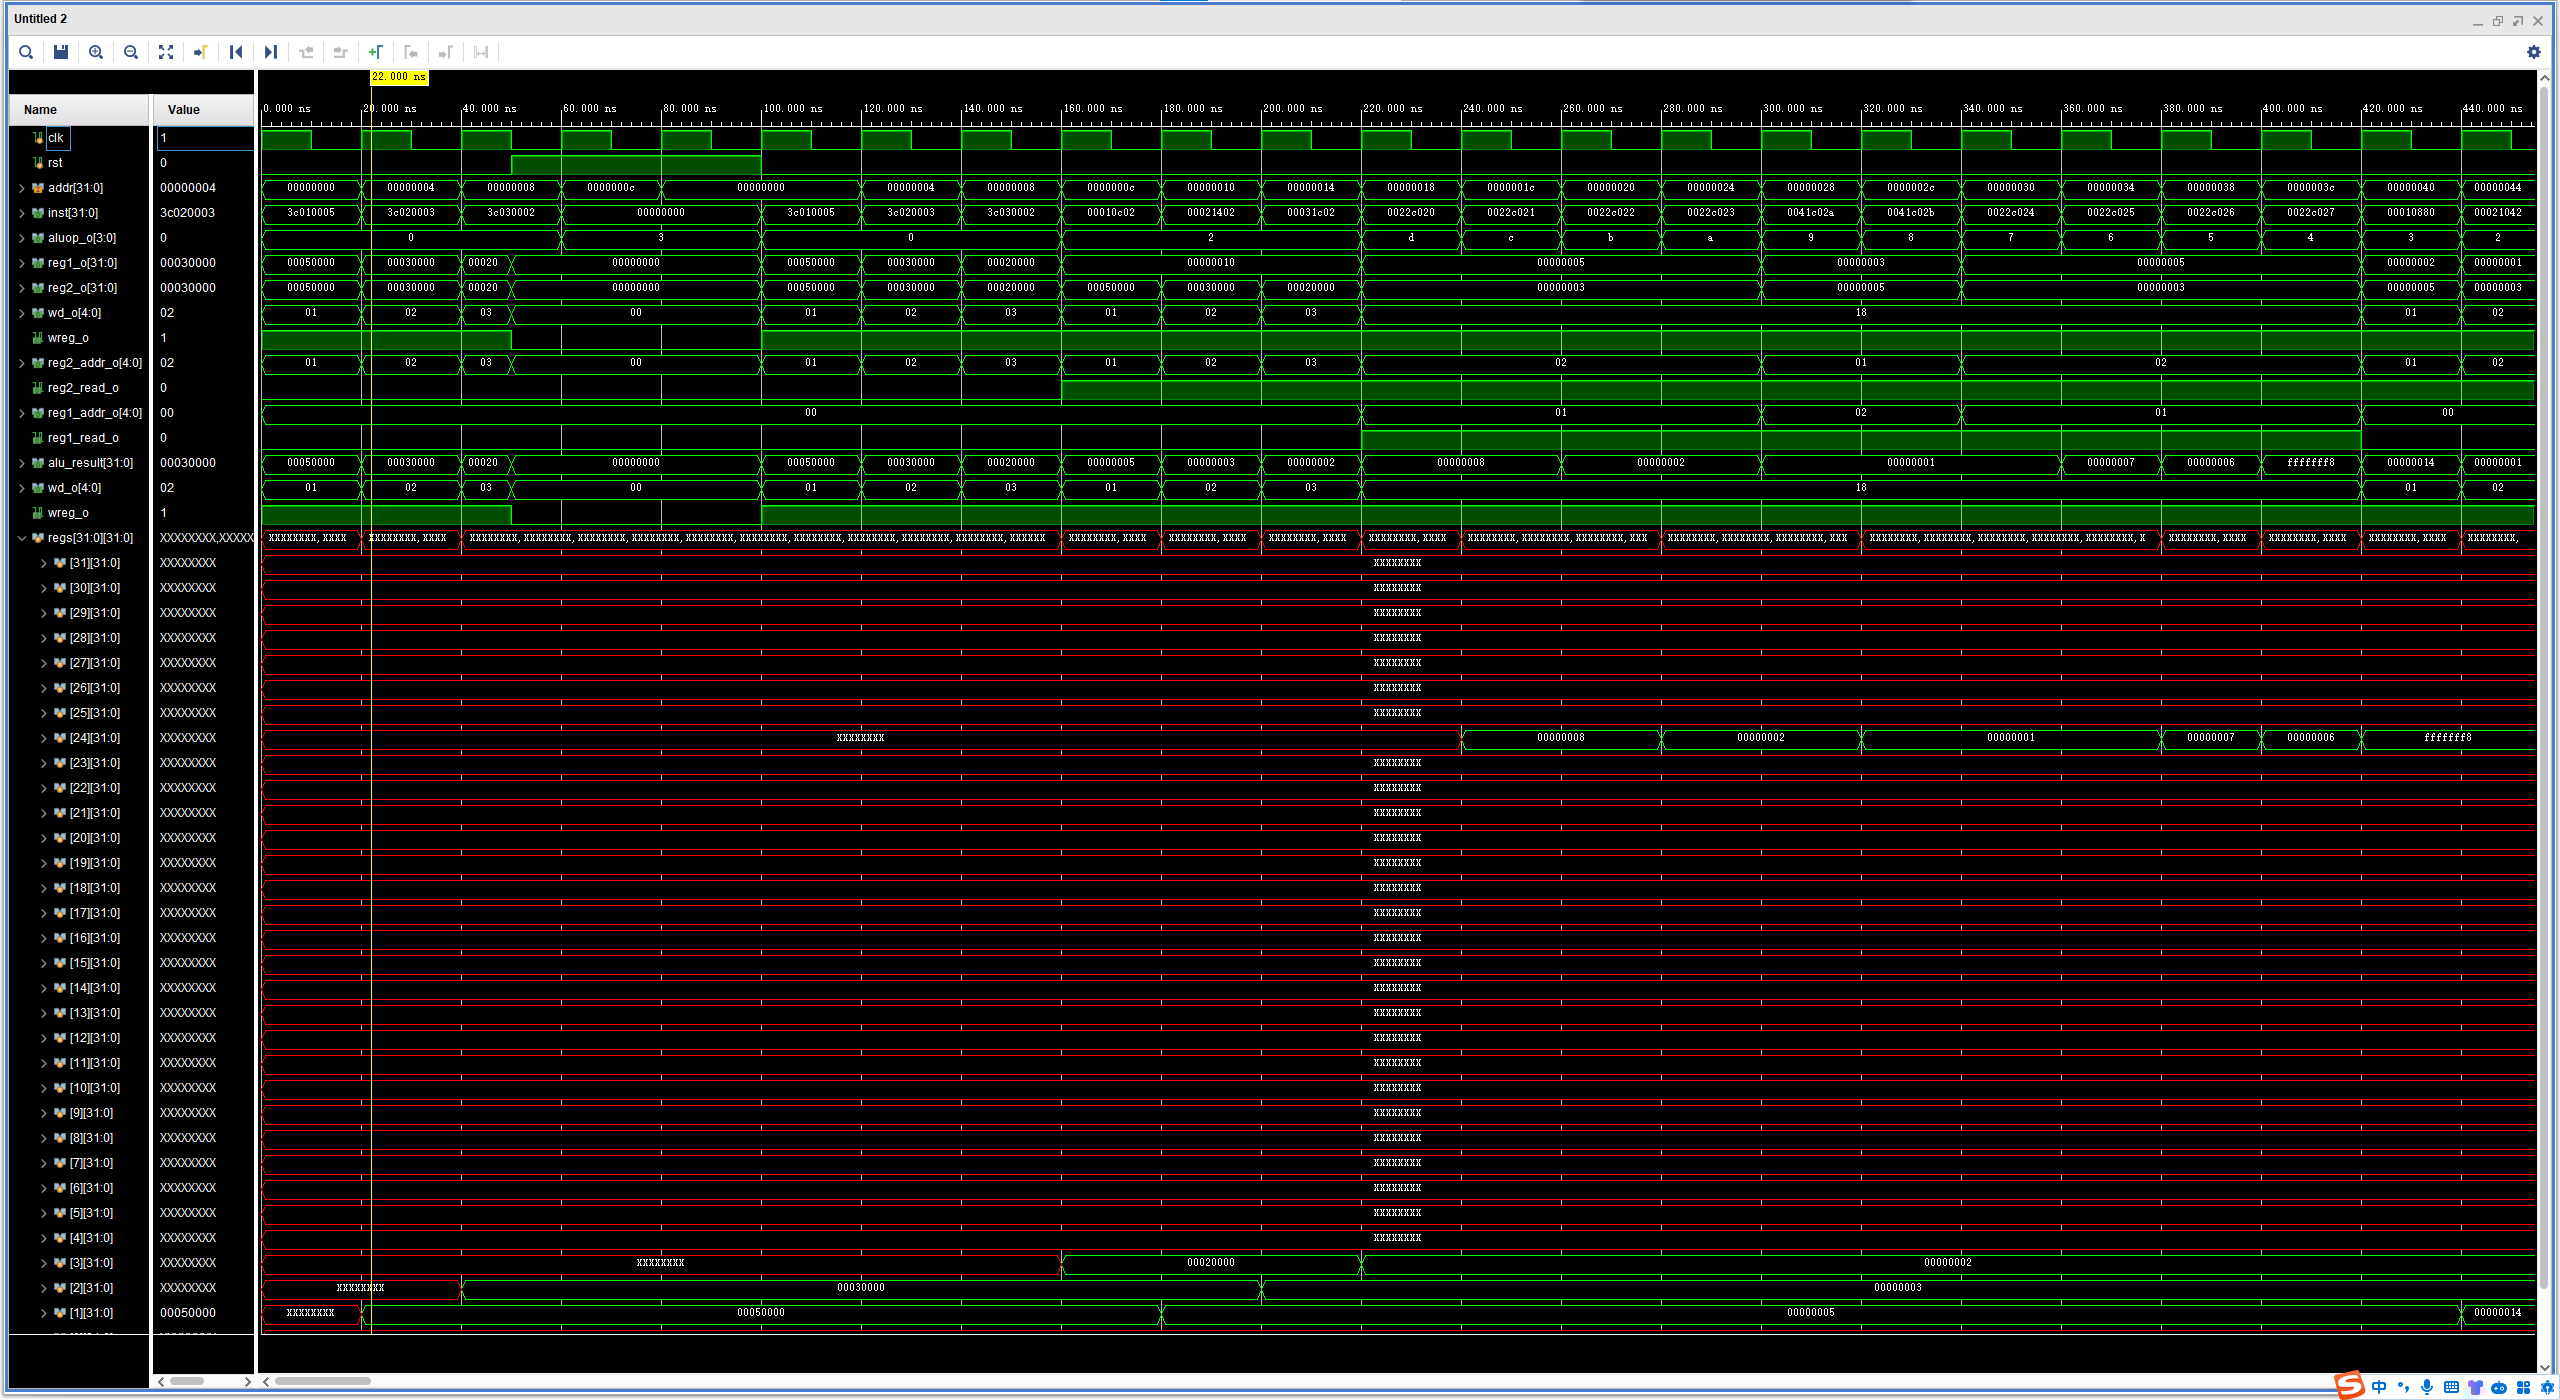 Untitled 2
22.000 ns
Name Value
0.000 ns 20.000 ns 40.000 ns 60.000 ns 80.000 ns 100.000 ns 120.000 ns 140.000 ns 160.000 ns 180.000 ns 200.000 ns 220.000 ns 240.000 ns 260.000 ns 280.000 ns 300.000 ns 320.000 ns 340.000 ns 360.000 ns 380.000 ns 400.000 ns 420.000 ns 440.000 ns
clk 1
rst 0
addr[31:0] 00000004 00000000 00000004 00000008 0000000c 00000000 00000004 00000008 0000000c 00000010 00000014 00000018 0000001c 00000020 00000024 00000028 0000002c 00000030 00000034 00000038 0000003c 00000040 00000044
inst[31:0] 3c020003 3c010005 3c020003 3c030002 00000000 3c010005 3c020003 3c030002 00010c02 00021402 00031c02 0022c020 0022c021 0022c022 0022c023 0041c02a 0041c02b 0022c024 0022c025 0022c026 0022c027 00010880 00021042
aluop_o[3:0] 0 0 3 0 2 d c b a 9 8 7 6 5 4 3 2
reg1_o[31:0] 00030000 00050000 00030000 00020 00000000 00050000 00030000 00020000 00000010 00000005 00000003 00000005 00000002 00000001
reg2_o[31:0] 00030000 00050000 00030000 00020 00000000 00050000 00030000 00020000 00050000 00030000 00020000 00000003 00000005 00000003 00000005 00000003
wd_o[4:0] 02 01 02 03 00 01 02 03 01 02 03 18 01 02
wreg_o 1
reg2_addr_o[4:0] 02 01 02 03 00 01 02 03 01 02 03 02 01 02 01 02
reg2_read_o 0
reg1_addr_o[4:0] 00 00 01 02 01 00
reg1_read_o 0
alu_result[31:0] 00030000 00050000 00030000 00020 00000000 00050000 00030000 00020000 00000005 00000003 00000002 00000008 00000002 00000001 00000007 00000006 fffffff8 00000014 00000001
wd_o[4:0] 02 01 02 03 00 01 02 03 01 02 03 18 01 02
wreg_o 1
regs[31:0][31:0] XXXXXXXX,XXXXX XXXXXXXX,XXXX XXXXXXXX,XXXX XXXXXXXX,XXXXXXXX,XXXXXXXX,XXXXXXXX,XXXXXXXX,XXXXXXXX,XXXXXXXX,XXXXXXXX,XXXXXXXX,XXXXXX XXXXXXXX,XXXX XXXXXXXX,XXXX XXXXXXXX,XXXX XXXXXXXX,XXXX XXXXXXXX,XXXXXXXX,XXXXXXXX,XXX XXXXXXXX,XXXXXXXX,XXXXXXXX,XXX XXXXXXXX,XXXXXXXX,XXXXXXXX,XXXXXXXX,XXXXXXXX,X XXXXXXXX,XXXX XXXXXXXX,XXXX XXXXXXXX,XXXX XXXXXXXX,
[31][31:0] XXXXXXXX XXXXXXXX
[30][31:0] XXXXXXXX XXXXXXXX
[29][31:0] XXXXXXXX XXXXXXXX
[28][31:0] XXXXXXXX XXXXXXXX
[27][31:0] XXXXXXXX XXXXXXXX
[26][31:0] XXXXXXXX XXXXXXXX
[25][31:0] XXXXXXXX XXXXXXXX
[24][31:0] XXXXXXXX XXXXXXXX 00000008 00000002 00000001 00000007 00000006 fffffff8
[23][31:0] XXXXXXXX XXXXXXXX
[22][31:0] XXXXXXXX XXXXXXXX
[21][31:0] XXXXXXXX XXXXXXXX
[20][31:0] XXXXXXXX XXXXXXXX
[19][31:0] XXXXXXXX XXXXXXXX
[18][31:0] XXXXXXXX XXXXXXXX
[17][31:0] XXXXXXXX XXXXXXXX
[16][31:0] XXXXXXXX XXXXXXXX
[15][31:0] XXXXXXXX XXXXXXXX
[14][31:0] XXXXXXXX XXXXXXXX
[13][31:0] XXXXXXXX XXXXXXXX
[12][31:0] XXXXXXXX XXXXXXXX
[11][31:0] XXXXXXXX XXXXXXXX
[10][31:0] XXXXXXXX XXXXXXXX
[9][31:0] XXXXXXXX XXXXXXXX
[8][31:0] XXXXXXXX XXXXXXXX
[7][31:0] XXXXXXXX XXXXXXXX
[6][31:0] XXXXXXXX XXXXXXXX
[5][31:0] XXXXXXXX XXXXXXXX
[4][31:0] XXXXXXXX XXXXXXXX
[3][31:0] XXXXXXXX XXXXXXXX 00020000 00000002
[2][31:0] XXXXXXXX XXXXXXXX 00030000 00000003
[1][31:0] 00050000 XXXXXXXX 00050000 00000005 00000014
中